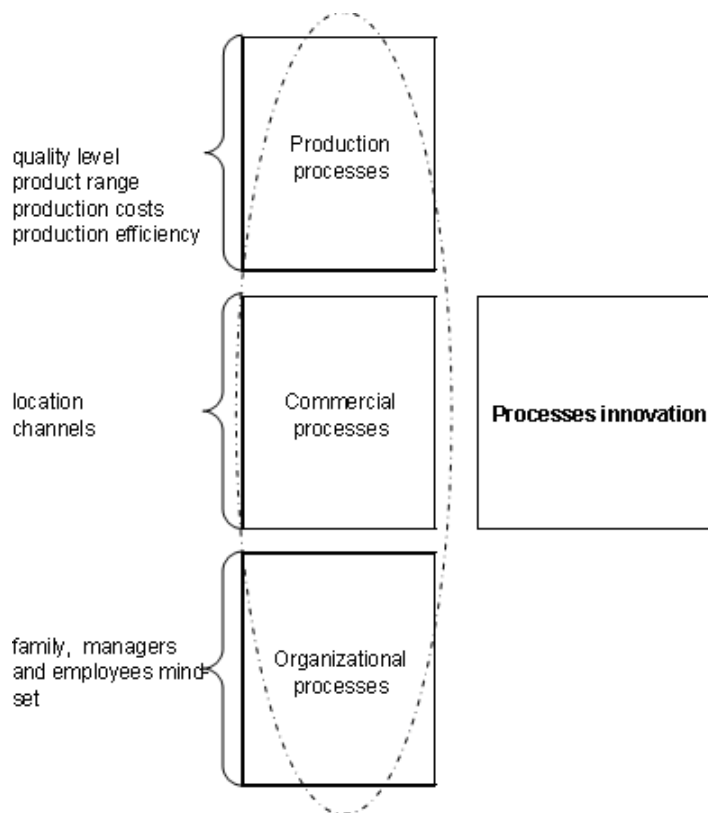 quality level
product range
production costs
production efficiency
Production
processes
location
channels
Commercial
processes
Processes innovation
family, managers
and employees mind-
set
Organizational
processes